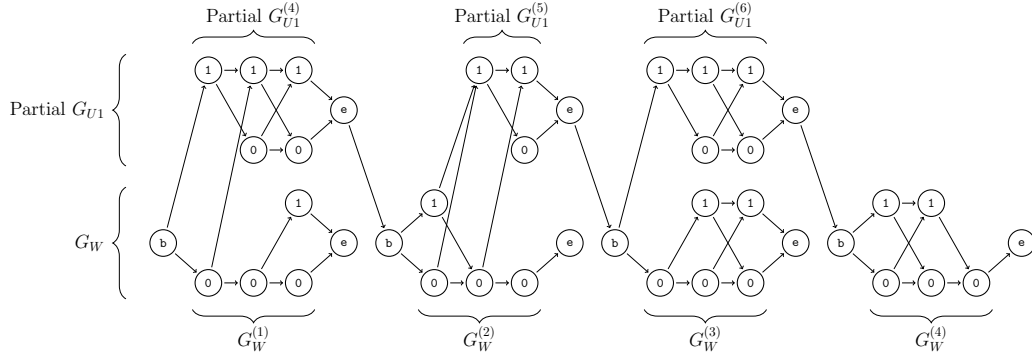 Partial $G_{U1}^{(4)}$ Partial $G_{U1}^{(5)}$ Partial $G_{U1}^{(6)}$
1 1 1 1 1 1 1 1
Partial $G_{U1}$ e e e
0 0 0 0 0
1 1 1 1 1 1
$G_W$ b e b e b e b e
0 0 0 0 0 0 0 0 0 0 0 0
$G_W^{(1)}$ $G_W^{(2)}$ $G_W^{(3)}$ $G_W^{(4)}$